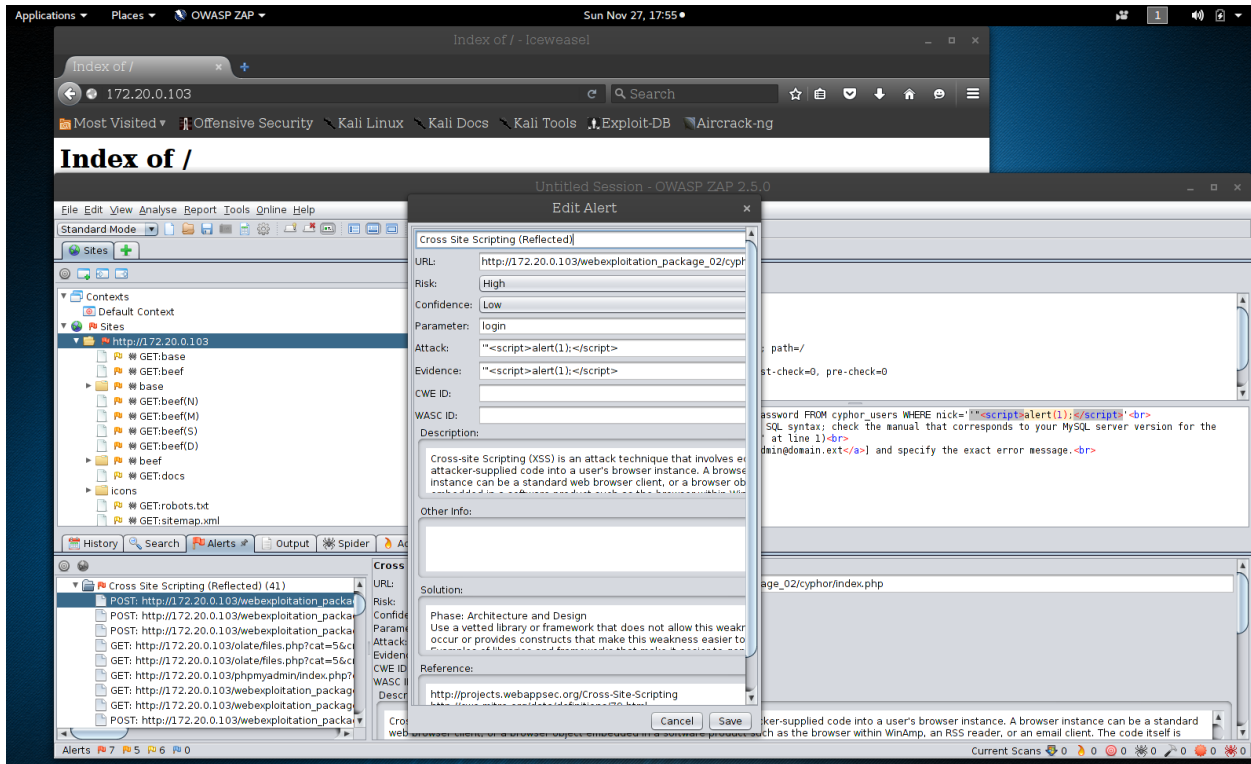 Applications ▾ Places ▾ OWASP ZAP ▾
Sun Nov 27, 17:55
1
Index of / - Iceweasel
Index of /
172.20.0.103
Search
Most Visited ▾ Offensive Security Kali Linux Kali Docs Kali Tools Exploit-DB Aircrack-ng
Index of /
Untitled Session - OWASP ZAP 2.5.0
File Edit View Analyse Report Tools Online Help
Standard Mode
Sites
Contexts
Default Context
Sites
http://172.20.0.103
GET:base
GET:beef
base
GET:beef(N)
GET:beef(M)
GET:beef(S)
GET:beef(D)
beef
GET:docs
icons
GET:robots.txt
GET:sitemap.xml
; path=/
st-check=0, pre-check=0
assword FROM cyphor_users WHERE nick=''"<script>alert(1);</script>'<br>
SQL syntax; check the manual that corresponds to your MySQL server version for the
' at line 1)<br>
dmin@domain.ext</a>] and specify the exact error message.<br>
Edit Alert
Cross Site Scripting (Reflected)
URL: http://172.20.0.103/webexploitation_package_02/cyph
Risk: High
Confidence: Low
Parameter: login
Attack: '"<script>alert(1);</script>
Evidence: '"<script>alert(1);</script>
CWE ID:
WASC ID:
Description:
Cross-site Scripting (XSS) is an attack technique that involves ec
attacker-supplied code into a user's browser instance. A browse
instance can be a standard web browser client, or a browser ob
Other Info:
Solution:
Phase: Architecture and Design
Use a vetted library or framework that does not allow this weakr
occur or provides constructs that make this weakness easier to
Reference:
http://projects.webappsec.org/Cross-Site-Scripting
Cancel Save
History Search Alerts Output Spider Ac
Cross Site Scripting (Reflected) (41)
POST: http://172.20.0.103/webexploitation_packa
POST: http://172.20.0.103/webexploitation_packa
POST: http://172.20.0.103/webexploitation_packa
GET: http://172.20.0.103/olate/files.php?cat=5&c
GET: http://172.20.0.103/olate/files.php?cat=5&c
GET: http://172.20.0.103/phpmyadmin/index.php?
GET: http://172.20.0.103/webexploitation_packag
GET: http://172.20.0.103/webexploitation_packag
POST: http://172.20.0.103/webexploitation_packa
Cross
URL: age_02/cyphor/index.php
Risk:
Confide
Param
Attack:
Eviden
CWE ID
WASC I
Descr
Cros ker-supplied code into a user's browser instance. A browser instance can be a standard
web browser client, or a browser object embedded in a software product such as the browser within WinAmp, an RSS reader, or an email client. The code itself is
Alerts 7 5 6 0
Current Scans 0 0 0 0 0 0 0